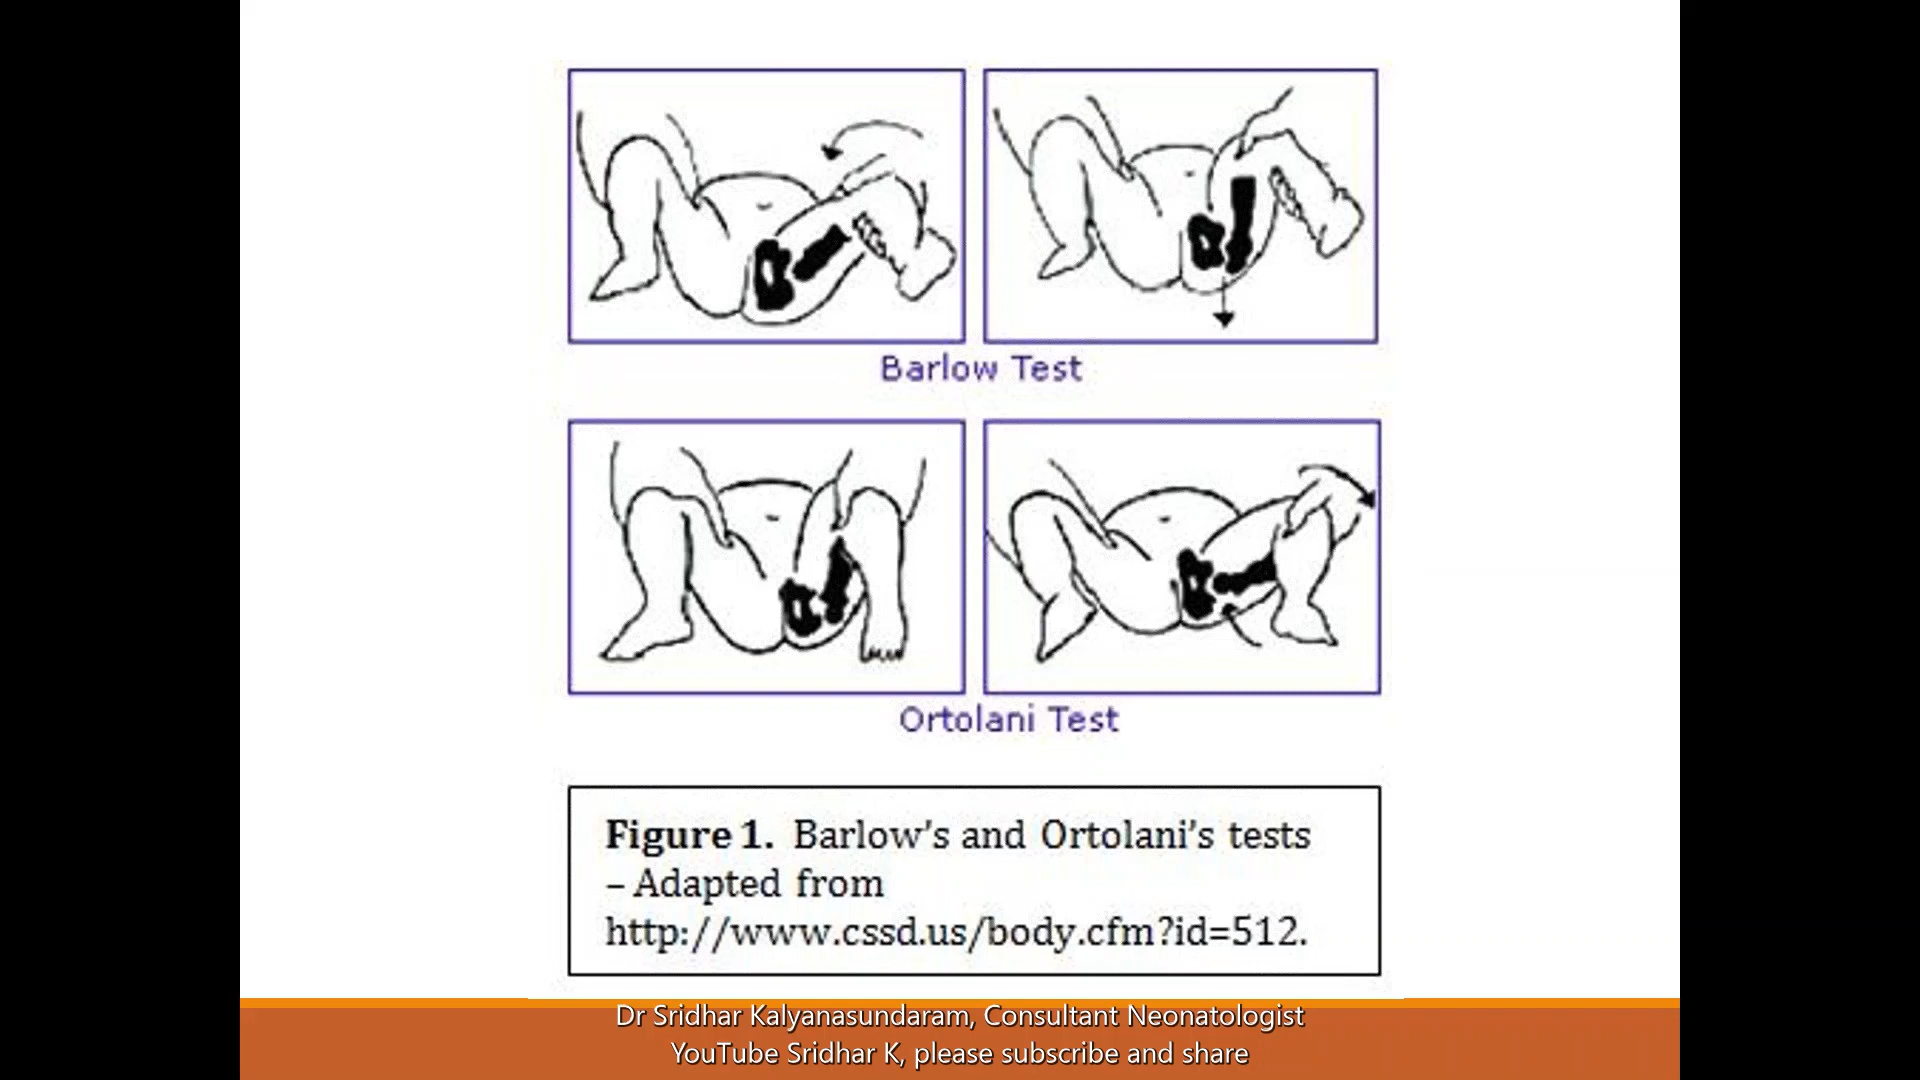 Barlow Test
Ortolani Test
Figure 1. Barlow’s and Ortolani’s tests
– Adapted from
http://www.cssd.us/body.cfm?id=512.
Dr Sridhar Kalyanasundaram, Consultant Neonatologist
YouTube Sridhar K, please subscribe and share